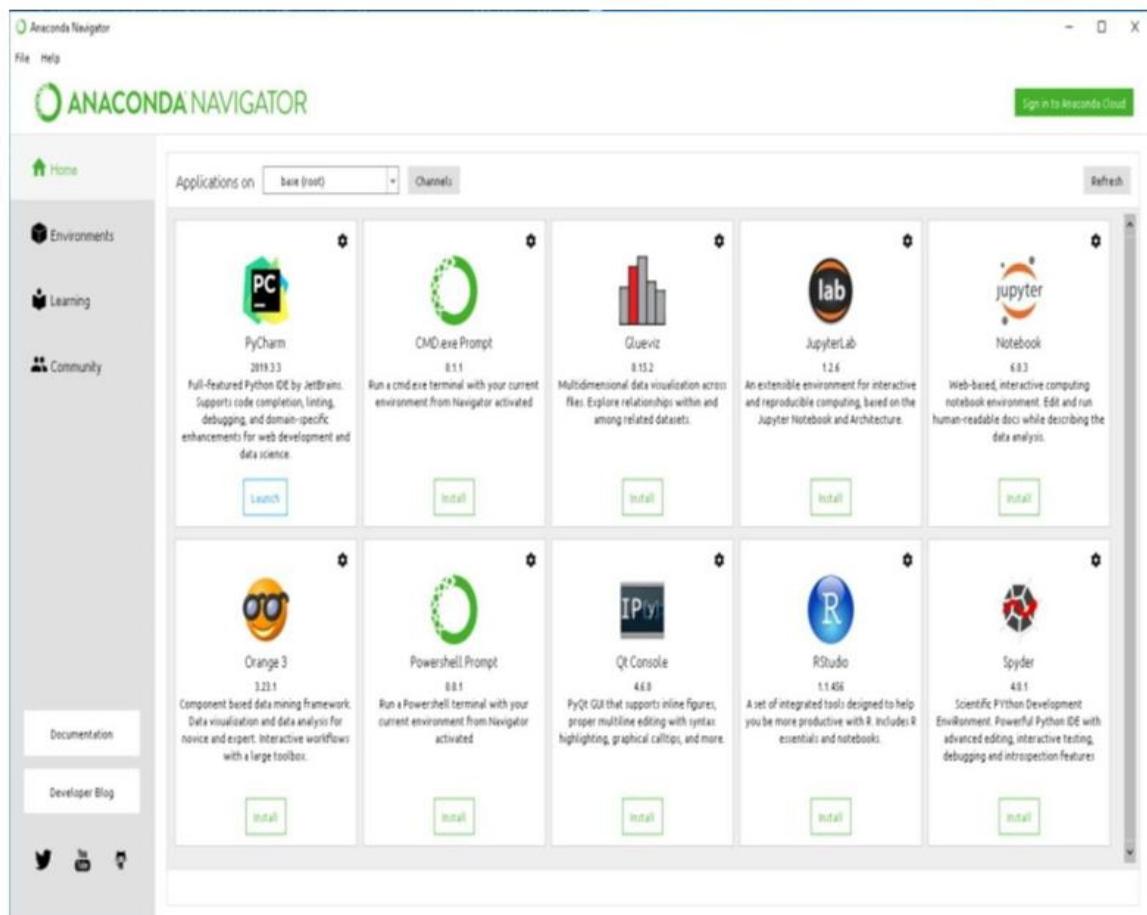 Anaconda Navigator
File Help
ANACONDA NAVIGATOR
Sign in to Anaconda Cloud
Home
Environments
Learning
Community
Documentation
Developer Blog
You
Tube
Applications on base (root) Channels
Refresh
PC
PyCharm
2019.3.3
Full-featured Python IDE by JetBrains.
Supports code completion, linting,
debugging, and domain-specific
enhancements for web development and
data science.
Launch
CMD.exe Prompt
0.1.1
Run a cmd.exe terminal with your current
environment from Navigator activated
Install
Glueviz
0.15.2
Multidimensional data visualization across
files. Explore relationships within and
among related datasets.
Install
lab
JupyterLab
1.2.6
An extensible environment for interactive
and reproducible computing, based on the
Jupyter Notebook and Architecture.
Install
jupyter
Notebook
6.0.3
Web-based, interactive computing
notebook environment. Edit and run
human-readable docs while describing the
data analysis.
Install
Orange 3
3.23.1
Component based data mining framework.
Data visualization and data analysis for
novice and expert. Interactive workflows
with a large toolbox.
Install
Powershell Prompt
0.0.1
Run a Powershell terminal with your
current environment from Navigator
activated
Install
IP[y]
Qt Console
4.6.0
PyQt GUI that supports inline figures,
proper multiline editing with syntax
highlighting, graphical calltips, and more.
Install
R
RStudio
1.1.456
A set of integrated tools designed to help
you be more productive with R. Includes R
essentials and notebooks.
Install
Spyder
4.0.1
Scientific PYthon Development
EnviRonment. Powerful Python IDE with
advanced editing, interactive testing,
debugging and introspection features
Install